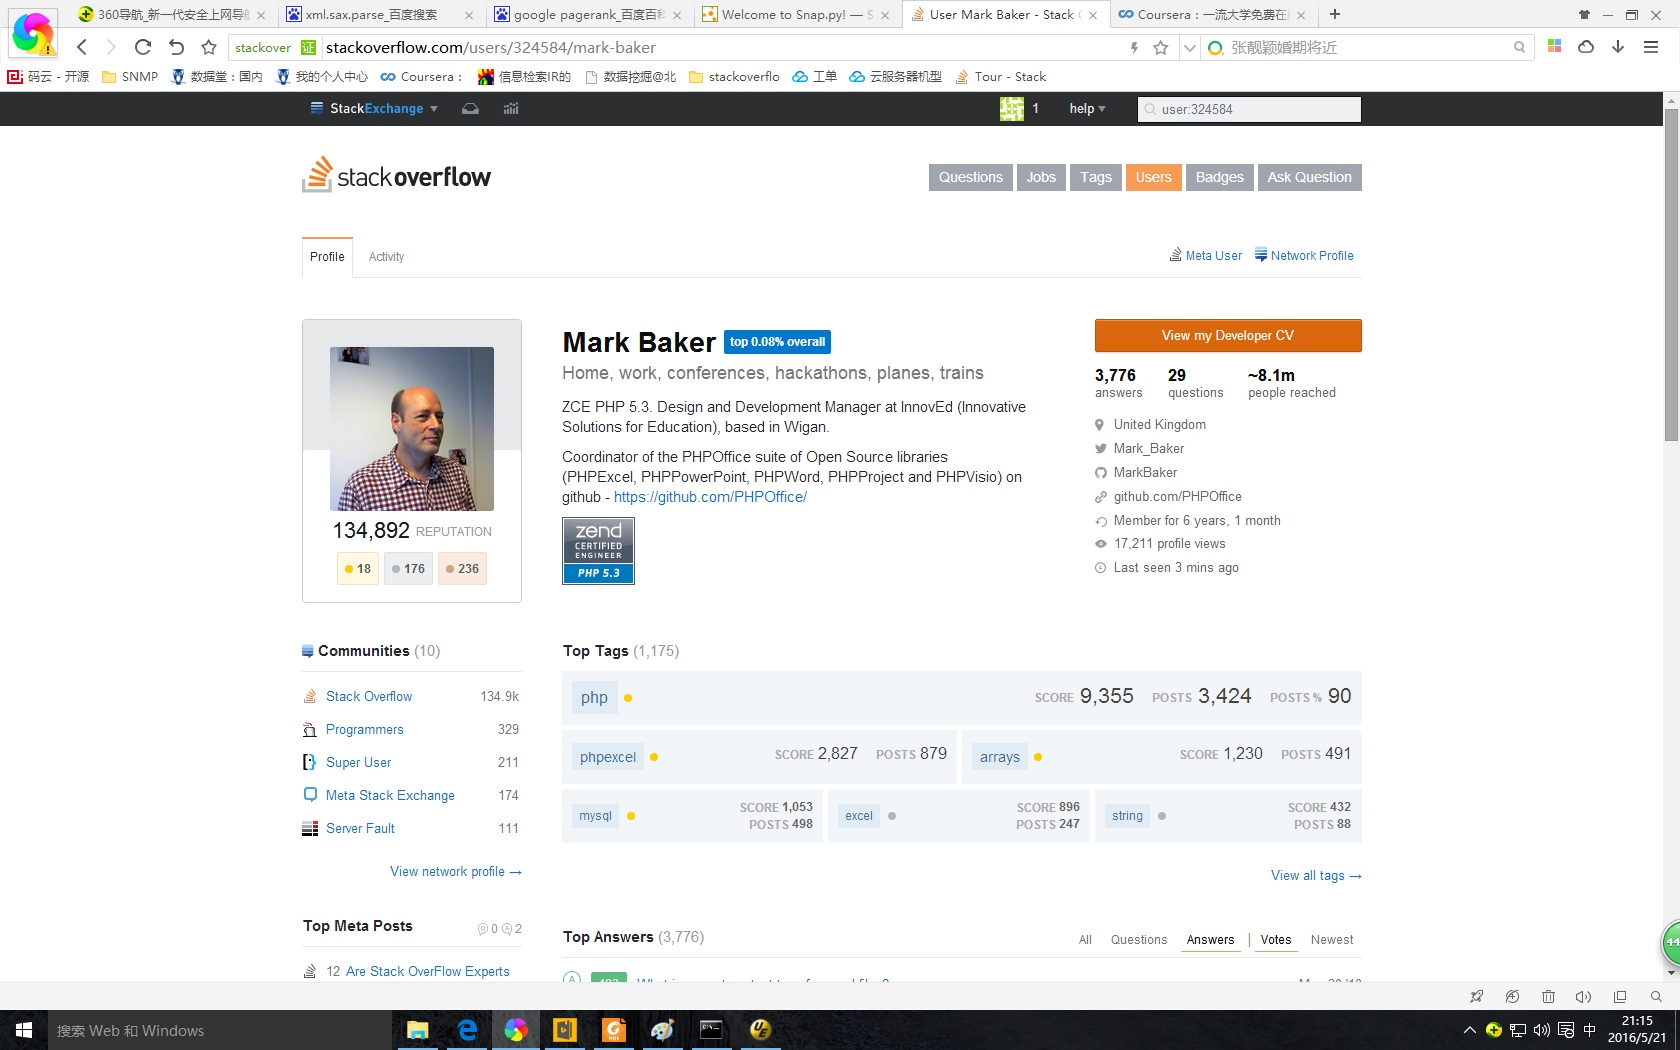 360导航_新一代安全上网导航
xml.sax.parse_百度搜索
google pagerank_百度百科
Welcome to Snap.py! — S
User Mark Baker - Stack O
Coursera：一流大学免费在线
stackover 证 stackoverflow.com/users/324584/mark-baker
张靓颖婚期将近
码云 - 开源
SNMP
数据堂：国内
我的个人中心
Coursera：
信息检索IR的
数据挖掘@北
stackoverflo
工单
云服务器机型
Tour - Stack
StackExchange
1
help
user:324584
stackoverflow
Questions
Jobs
Tags
Users
Badges
Ask Question
Profile
Activity
Meta User
Network Profile
134,892 REPUTATION
18 176 236
Mark Baker top 0.08% overall
Home, work, conferences, hackathons, planes, trains
ZCE PHP 5.3. Design and Development Manager at InnovEd (Innovative
Solutions for Education), based in Wigan.
Coordinator of the PHPOffice suite of Open Source libraries
(PHPExcel, PHPPowerPoint, PHPWord, PHPProject and PHPVisio) on
github - https://github.com/PHPOffice/
zend
CERTIFIED
ENGINEER
PHP 5.3
View my Developer CV
3,776 29 ~8.1m
answers questions people reached
United Kingdom
Mark_Baker
MarkBaker
github.com/PHPOffice
Member for 6 years, 1 month
17,211 profile views
Last seen 3 mins ago
Communities (10)
Stack Overflow 134.9k
Programmers 329
Super User 211
Meta Stack Exchange 174
Server Fault 111
View network profile →
Top Meta Posts 0 2
12 Are Stack OverFlow Experts
Top Tags (1,175)
php SCORE 9,355 POSTS 3,424 POSTS % 90
phpexcel SCORE 2,827 POSTS 879
arrays SCORE 1,230 POSTS 491
mysql SCORE 1,053
POSTS 498
excel SCORE 896
POSTS 247
string SCORE 432
POSTS 88
View all tags →
Top Answers (3,776)
All Questions Answers | Votes Newest
44
搜索 Web 和 Windows
中
21:15
2016/5/21